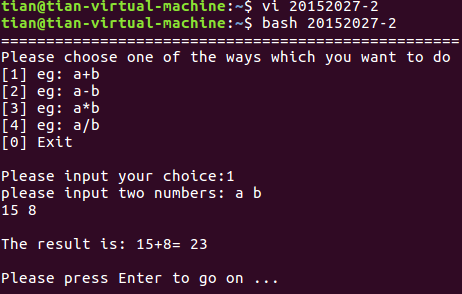 tian@tian-virtual-machine:~$ vi 20152027-2
tian@tian-virtual-machine:~$ bash 20152027-2
===================================================
Please choose one of the ways which you want to do
[1] eg: a+b
[2] eg: a-b
[3] eg: a*b
[4] eg: a/b
[0] Exit
Please input your choice:1
please input two numbers: a b
15 8
The result is: 15+8= 23
Please press Enter to go on ...